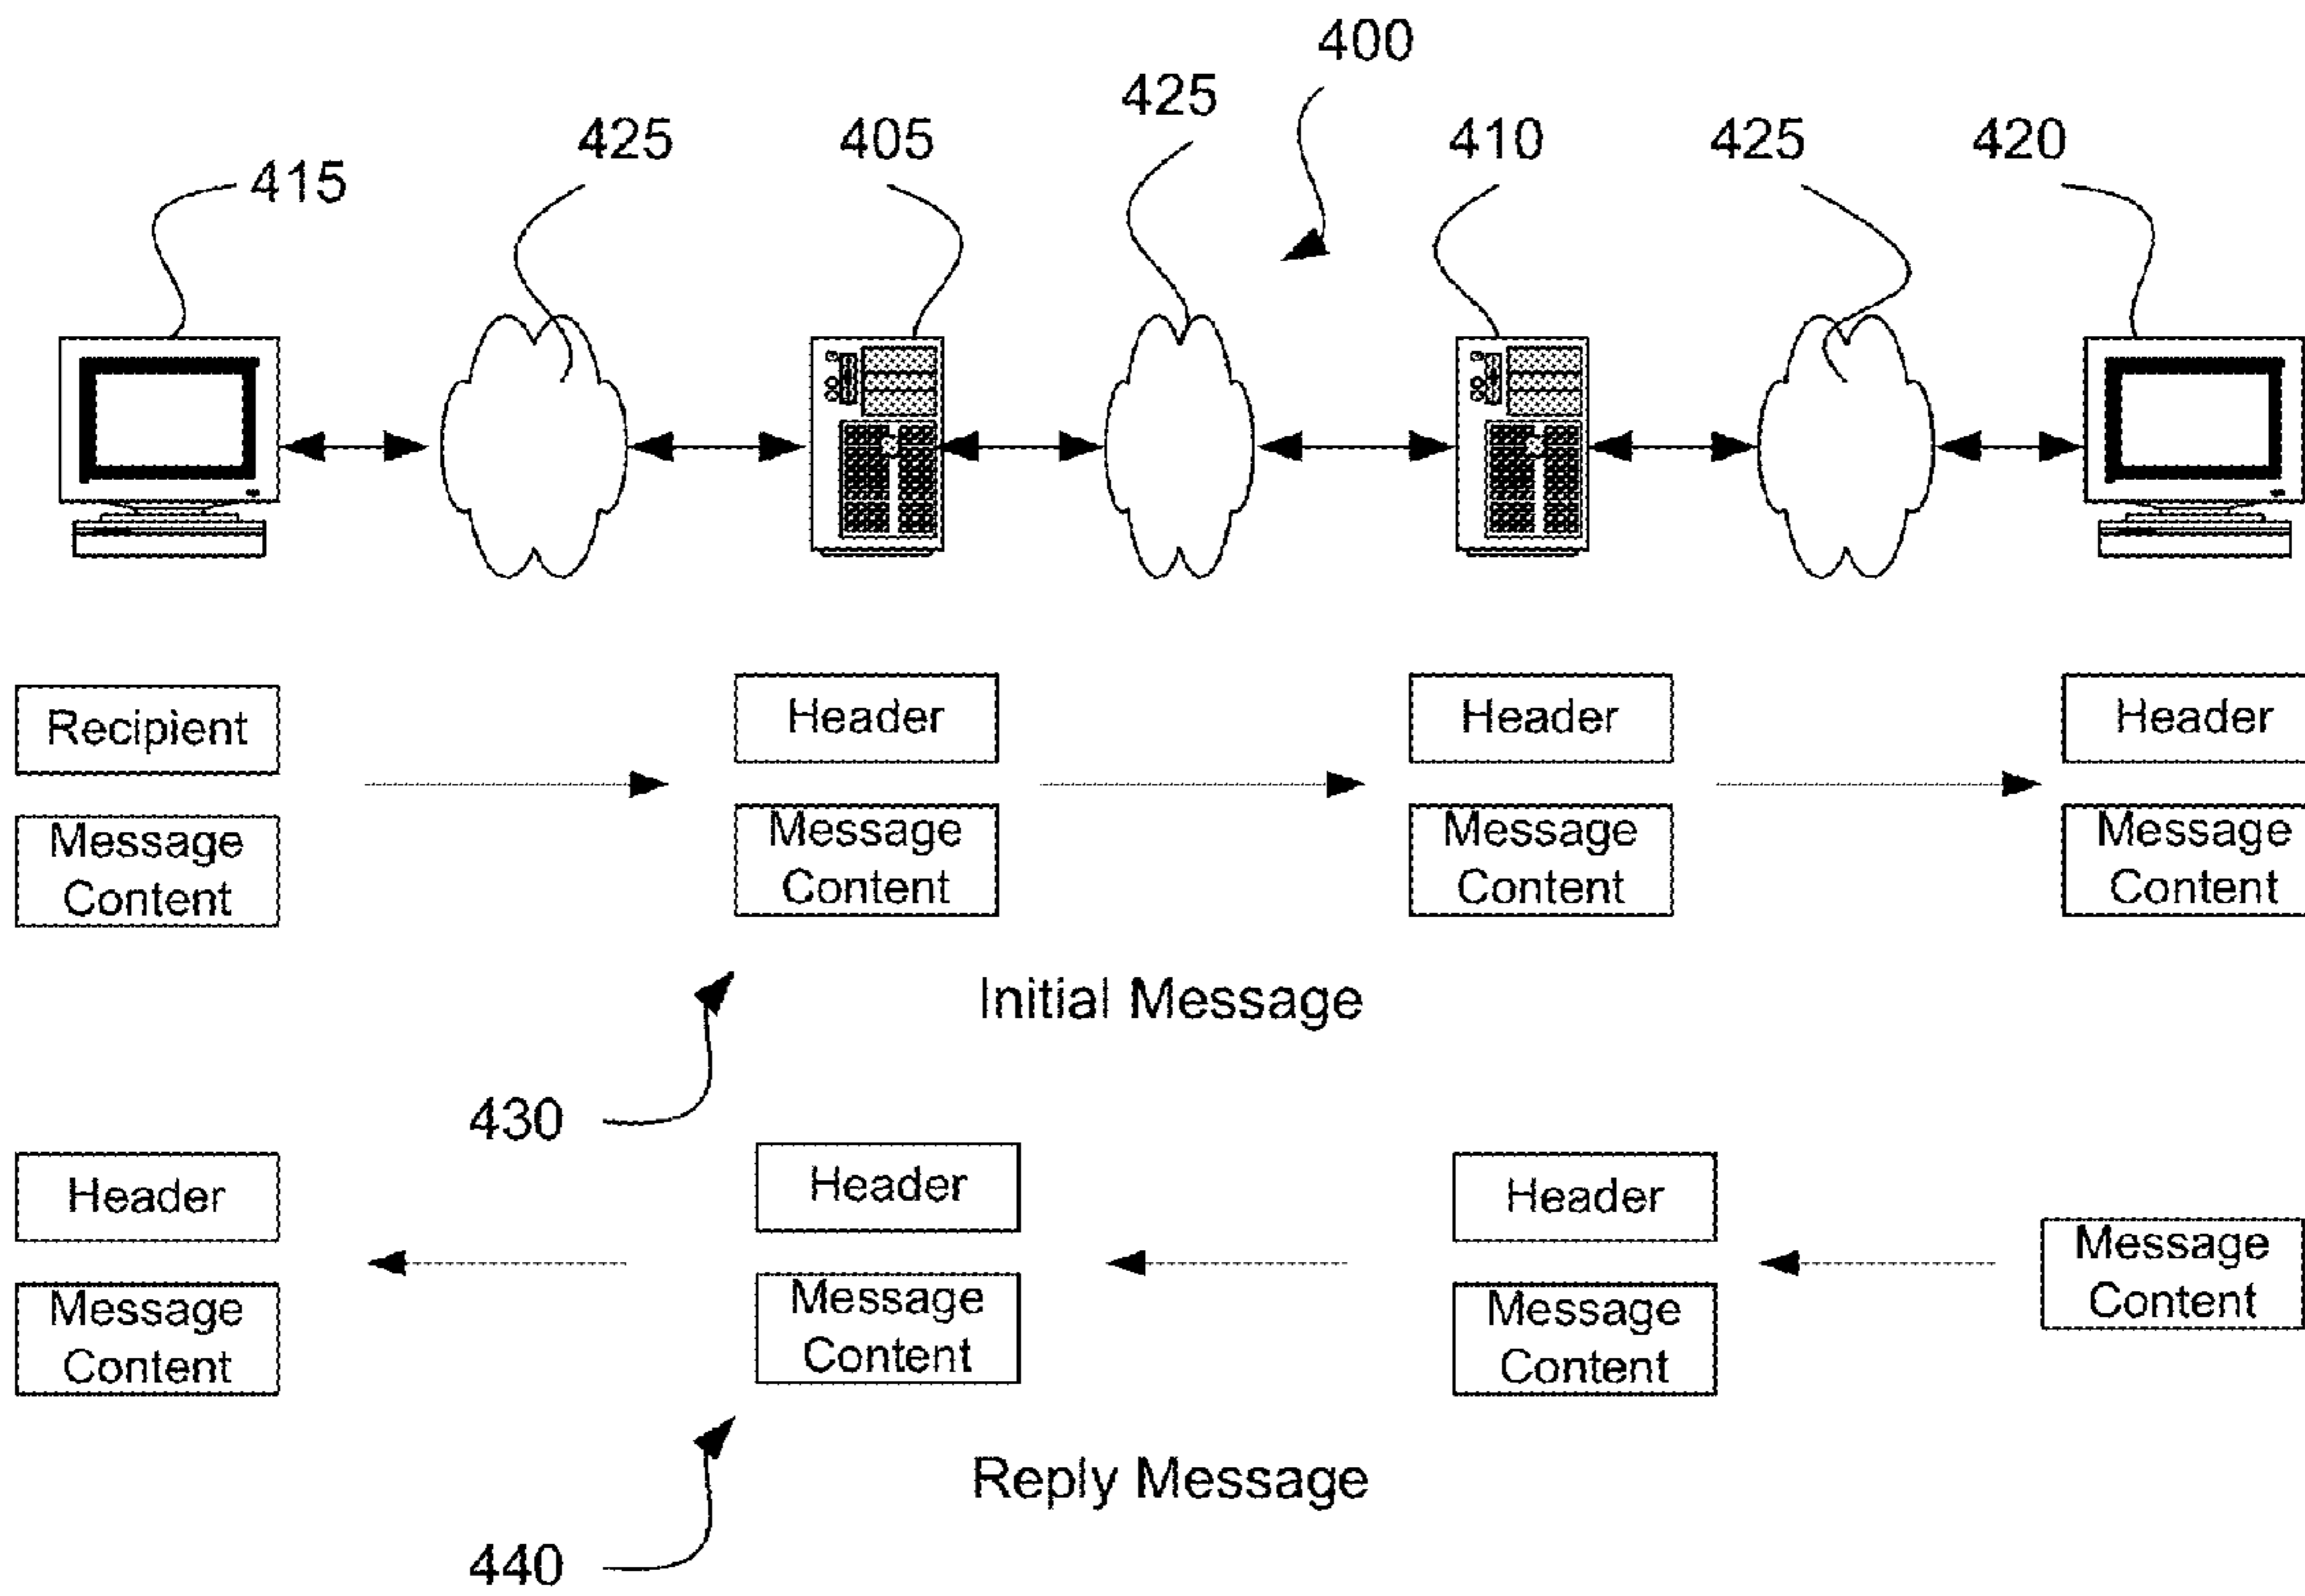 400
425
425
405
410
425
420
415
Recipient
Header
Header
Header
Message
Content
Message
Content
Message
Content
Message
Content
Initial Message
430
Header
Header
Header
Message
Content
Message
Content
Message
Content
Message
Content
Reply Message
440